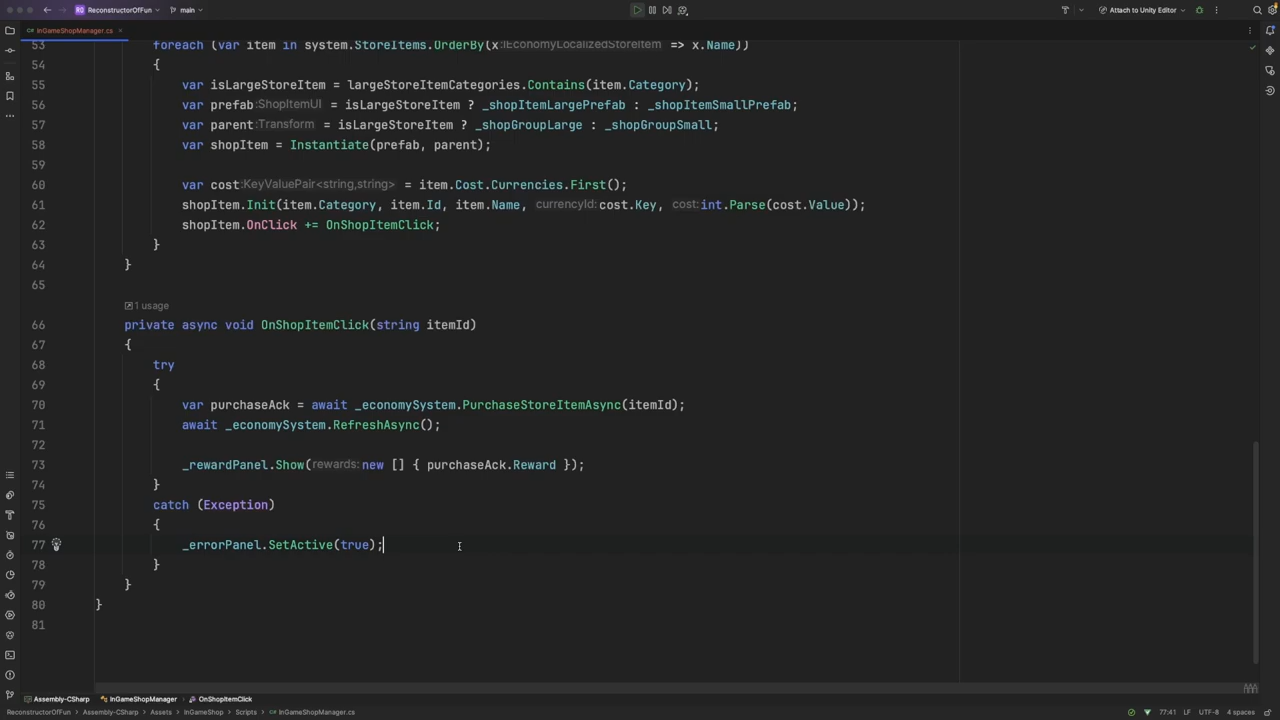 RO ReconstructorOfFun main Attach to Unity Editor
C# InGameShopManager.cs ×
53 foreach (var item in system.StoreItems.OrderBy(x :IEconomyLocalizedStoreItem => x.Name))
54 {
55 var isLargeStoreItem = largeStoreItemCategories.Contains(item.Category);
56 var prefab :ShopItemUI = isLargeStoreItem ? _shopItemLargePrefab : _shopItemSmallPrefab;
57 var parent :Transform = isLargeStoreItem ? _shopGroupLarge : _shopGroupSmall;
58 var shopItem = Instantiate(prefab, parent);
59
60 var cost :KeyValuePair<string,string> = item.Cost.Currencies.First();
61 shopItem.Init(item.Category, item.Id, item.Name, currencyId: cost.Key, cost: int.Parse(cost.Value));
62 shopItem.OnClick += OnShopItemClick;
63 }
64 }
65
1 usage
66 private async void OnShopItemClick(string itemId)
67 {
68 try
69 {
70 var purchaseAck = await _economySystem.PurchaseStoreItemAsync(itemId);
71 await _economySystem.RefreshAsync();
72
73 _rewardPanel.Show( rewards: new [] { purchaseAck.Reward });
74 }
75 catch (Exception)
76 {
77 _errorPanel.SetActive(true);
78 }
79 }
80 }
81
Assembly-CSharp InGameShopManager OnShopItemClick
ReconstructorOfFun > Assembly-CSharp > Assets > InGameShop > Scripts > C# InGameShopManager.cs 77:41 LF UTF-8 4 spaces